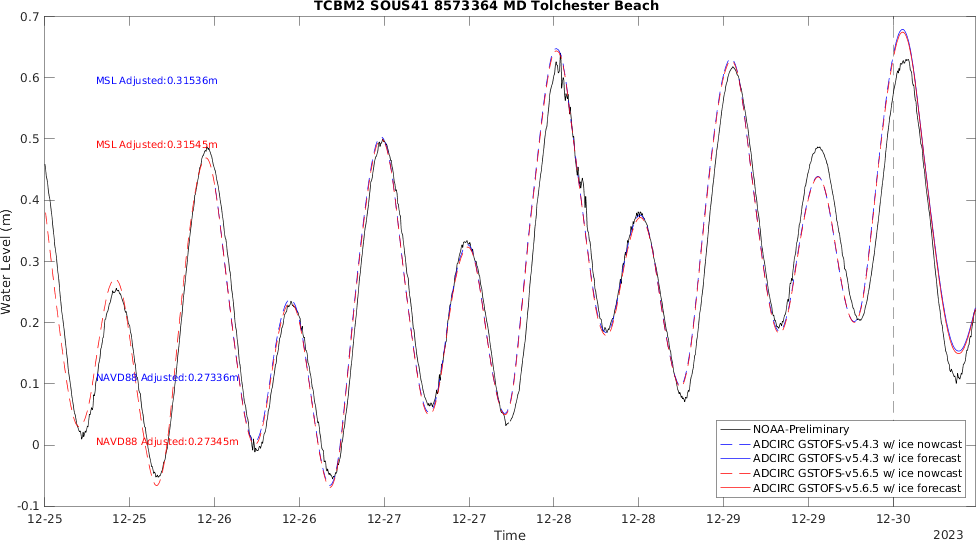 TCBM2 SOUS41 8573364 MD Tolchester Beach
0.7
0.6
0.5
0.4
0.3
0.2
0.1
0
-0.1
Water Level (m)
MSL Adjusted:0.31536m
MSL Adjusted:0.31545m
NAVD88 Adjusted:0.27336m
NAVD88 Adjusted:0.27345m
NOAA-Preliminary
ADCIRC GSTOFS-v5.4.3 w/ ice nowcast
ADCIRC GSTOFS-v5.4.3 w/ ice forecast
ADCIRC GSTOFS-v5.6.5 w/ ice nowcast
ADCIRC GSTOFS-v5.6.5 w/ ice forecast
12-25 12-25 12-26 12-26 12-27 12-27 12-28 12-28 12-29 12-29 12-30
Time
2023